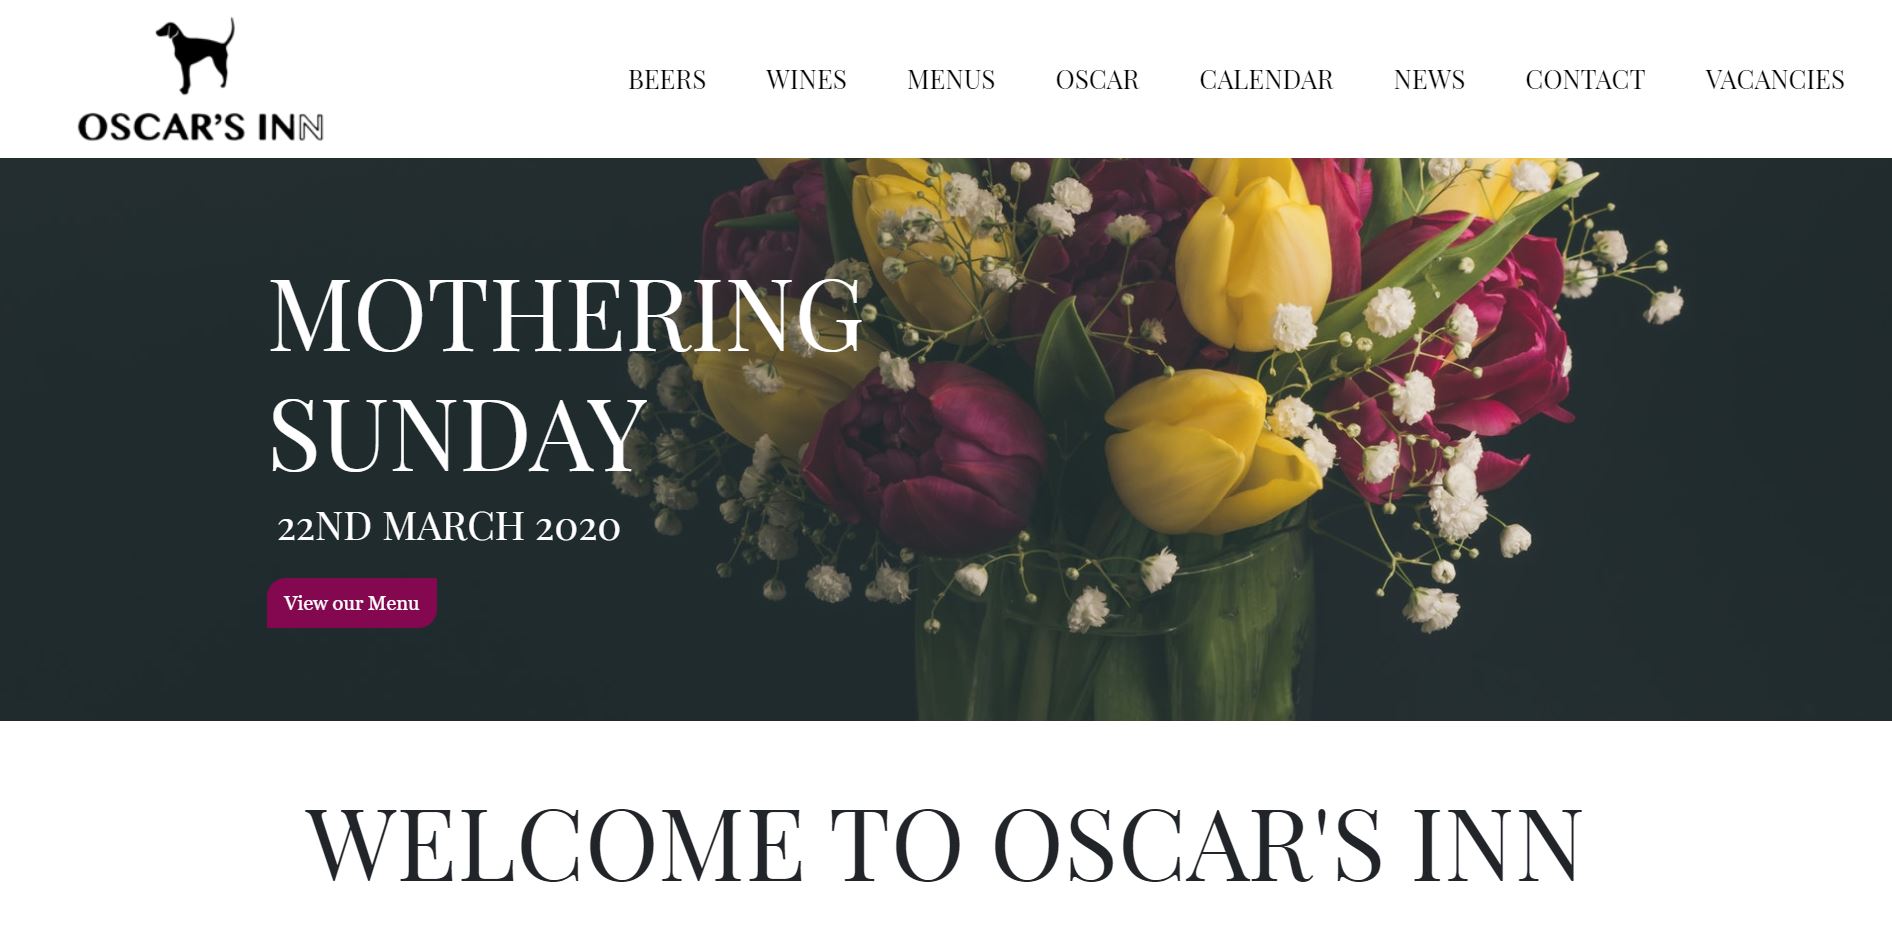 OSCAR'S INN
BEERS WINES MENUS OSCAR CALENDAR NEWS CONTACT VACANCIES
MOTHERING
SUNDAY
22ND MARCH 2020
View our Menu
WELCOME TO OSCAR'S INN